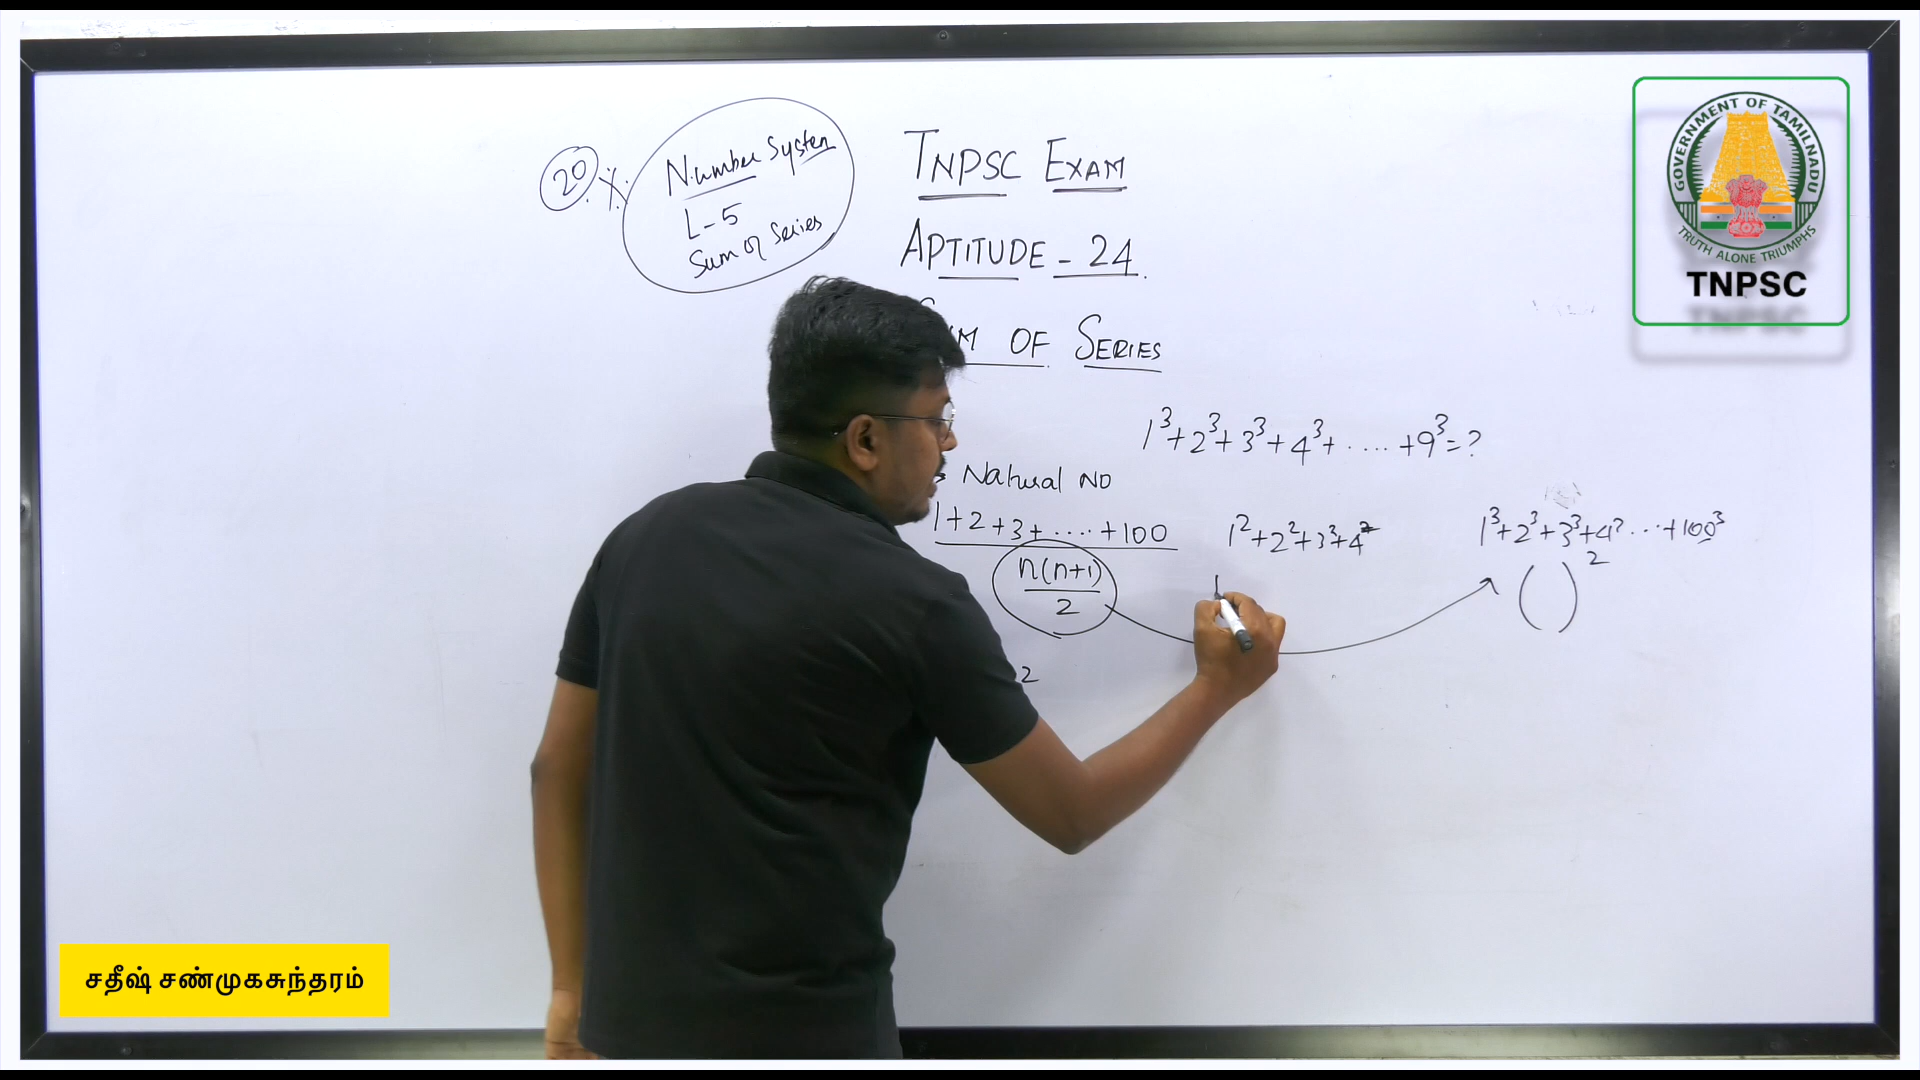 20
Number System
L-5
Sum of Series
TNPSC EXAM
APTITUDE - 24
OF SERIES
1³+2³+3³+4³+.....+9³=?
Natural NO
1+2+3+.....+100
n(n+1)
2
2
1²+2²+3³+4²
1³+2³+3³+4³...+100³
( )²
GOVERNMENT OF TAMILNADU
TRUTH ALONE TRIUMPHS
TNPSC
சதீஷ் சண்முகசுந்தரம்